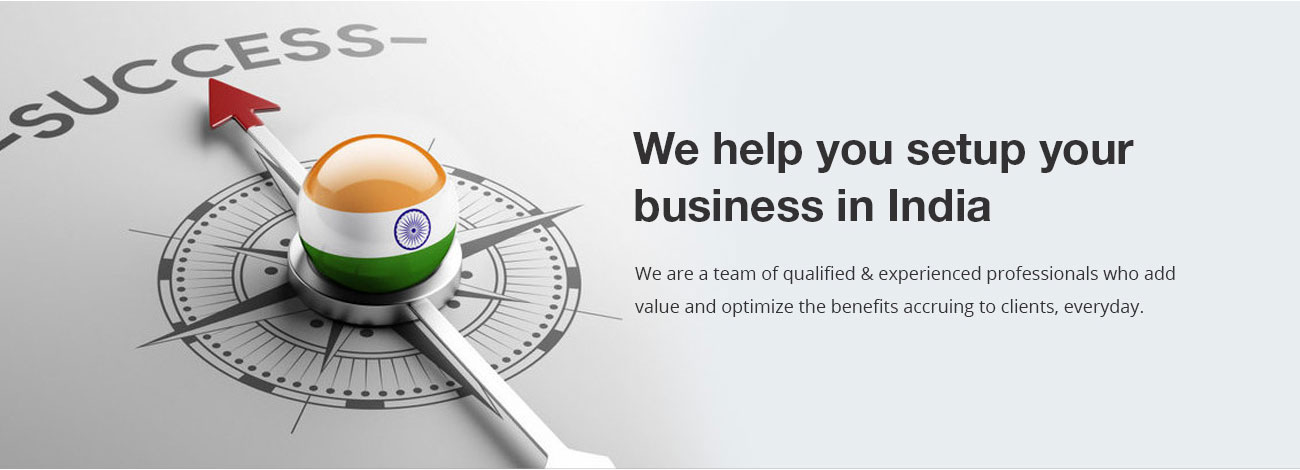 -SUCCESS-
We help you setup your
business in India
We are a team of qualified & experienced professionals who add
value and optimize the benefits accruing to clients, everyday.